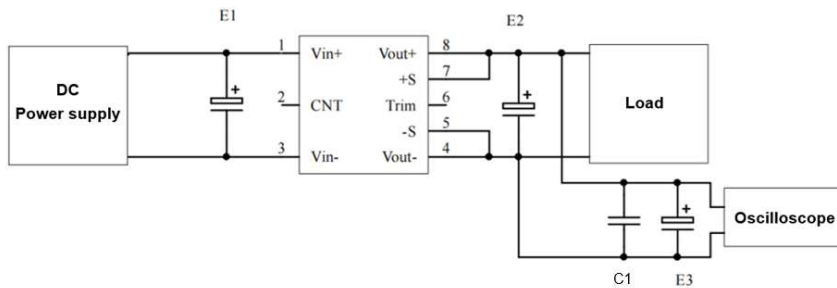 E1
E2
DC
Power supply
1
Vin+
Vout+
8
+S
7
2
CNT
Trim
6
-S
5
3
Vin-
Vout-
4
+
+
Load
+
Oscilloscope
C1
E3